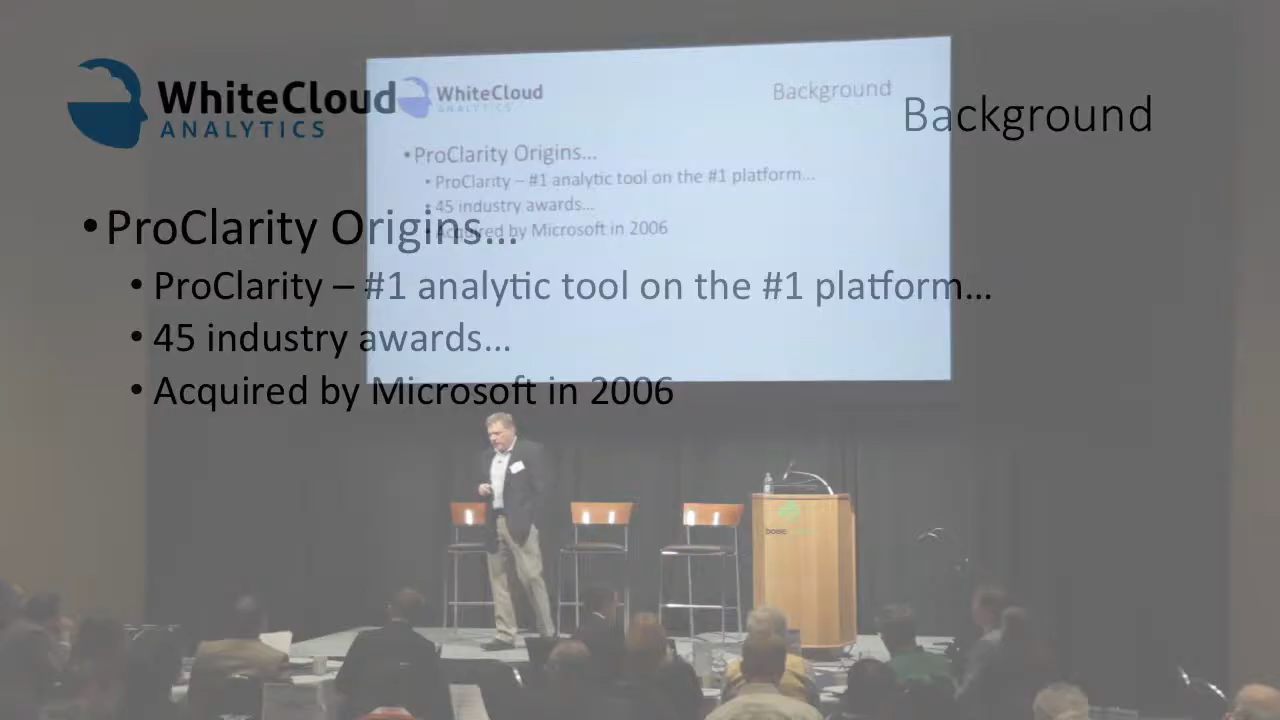 WhiteCloud
ANALYTICS
Background
•ProClarity Origins...
•ProClarity – #1 analytic tool on the #1 platform...
•45 industry awards...
•Acquired by Microsoft in 2006
WhiteCloud
ANALYTICS
Background
•ProClarity Origins...
•ProClarity – #1 analytic tool on the #1 platform...
•45 industry awards...
•Acquired by Microsoft in 2006